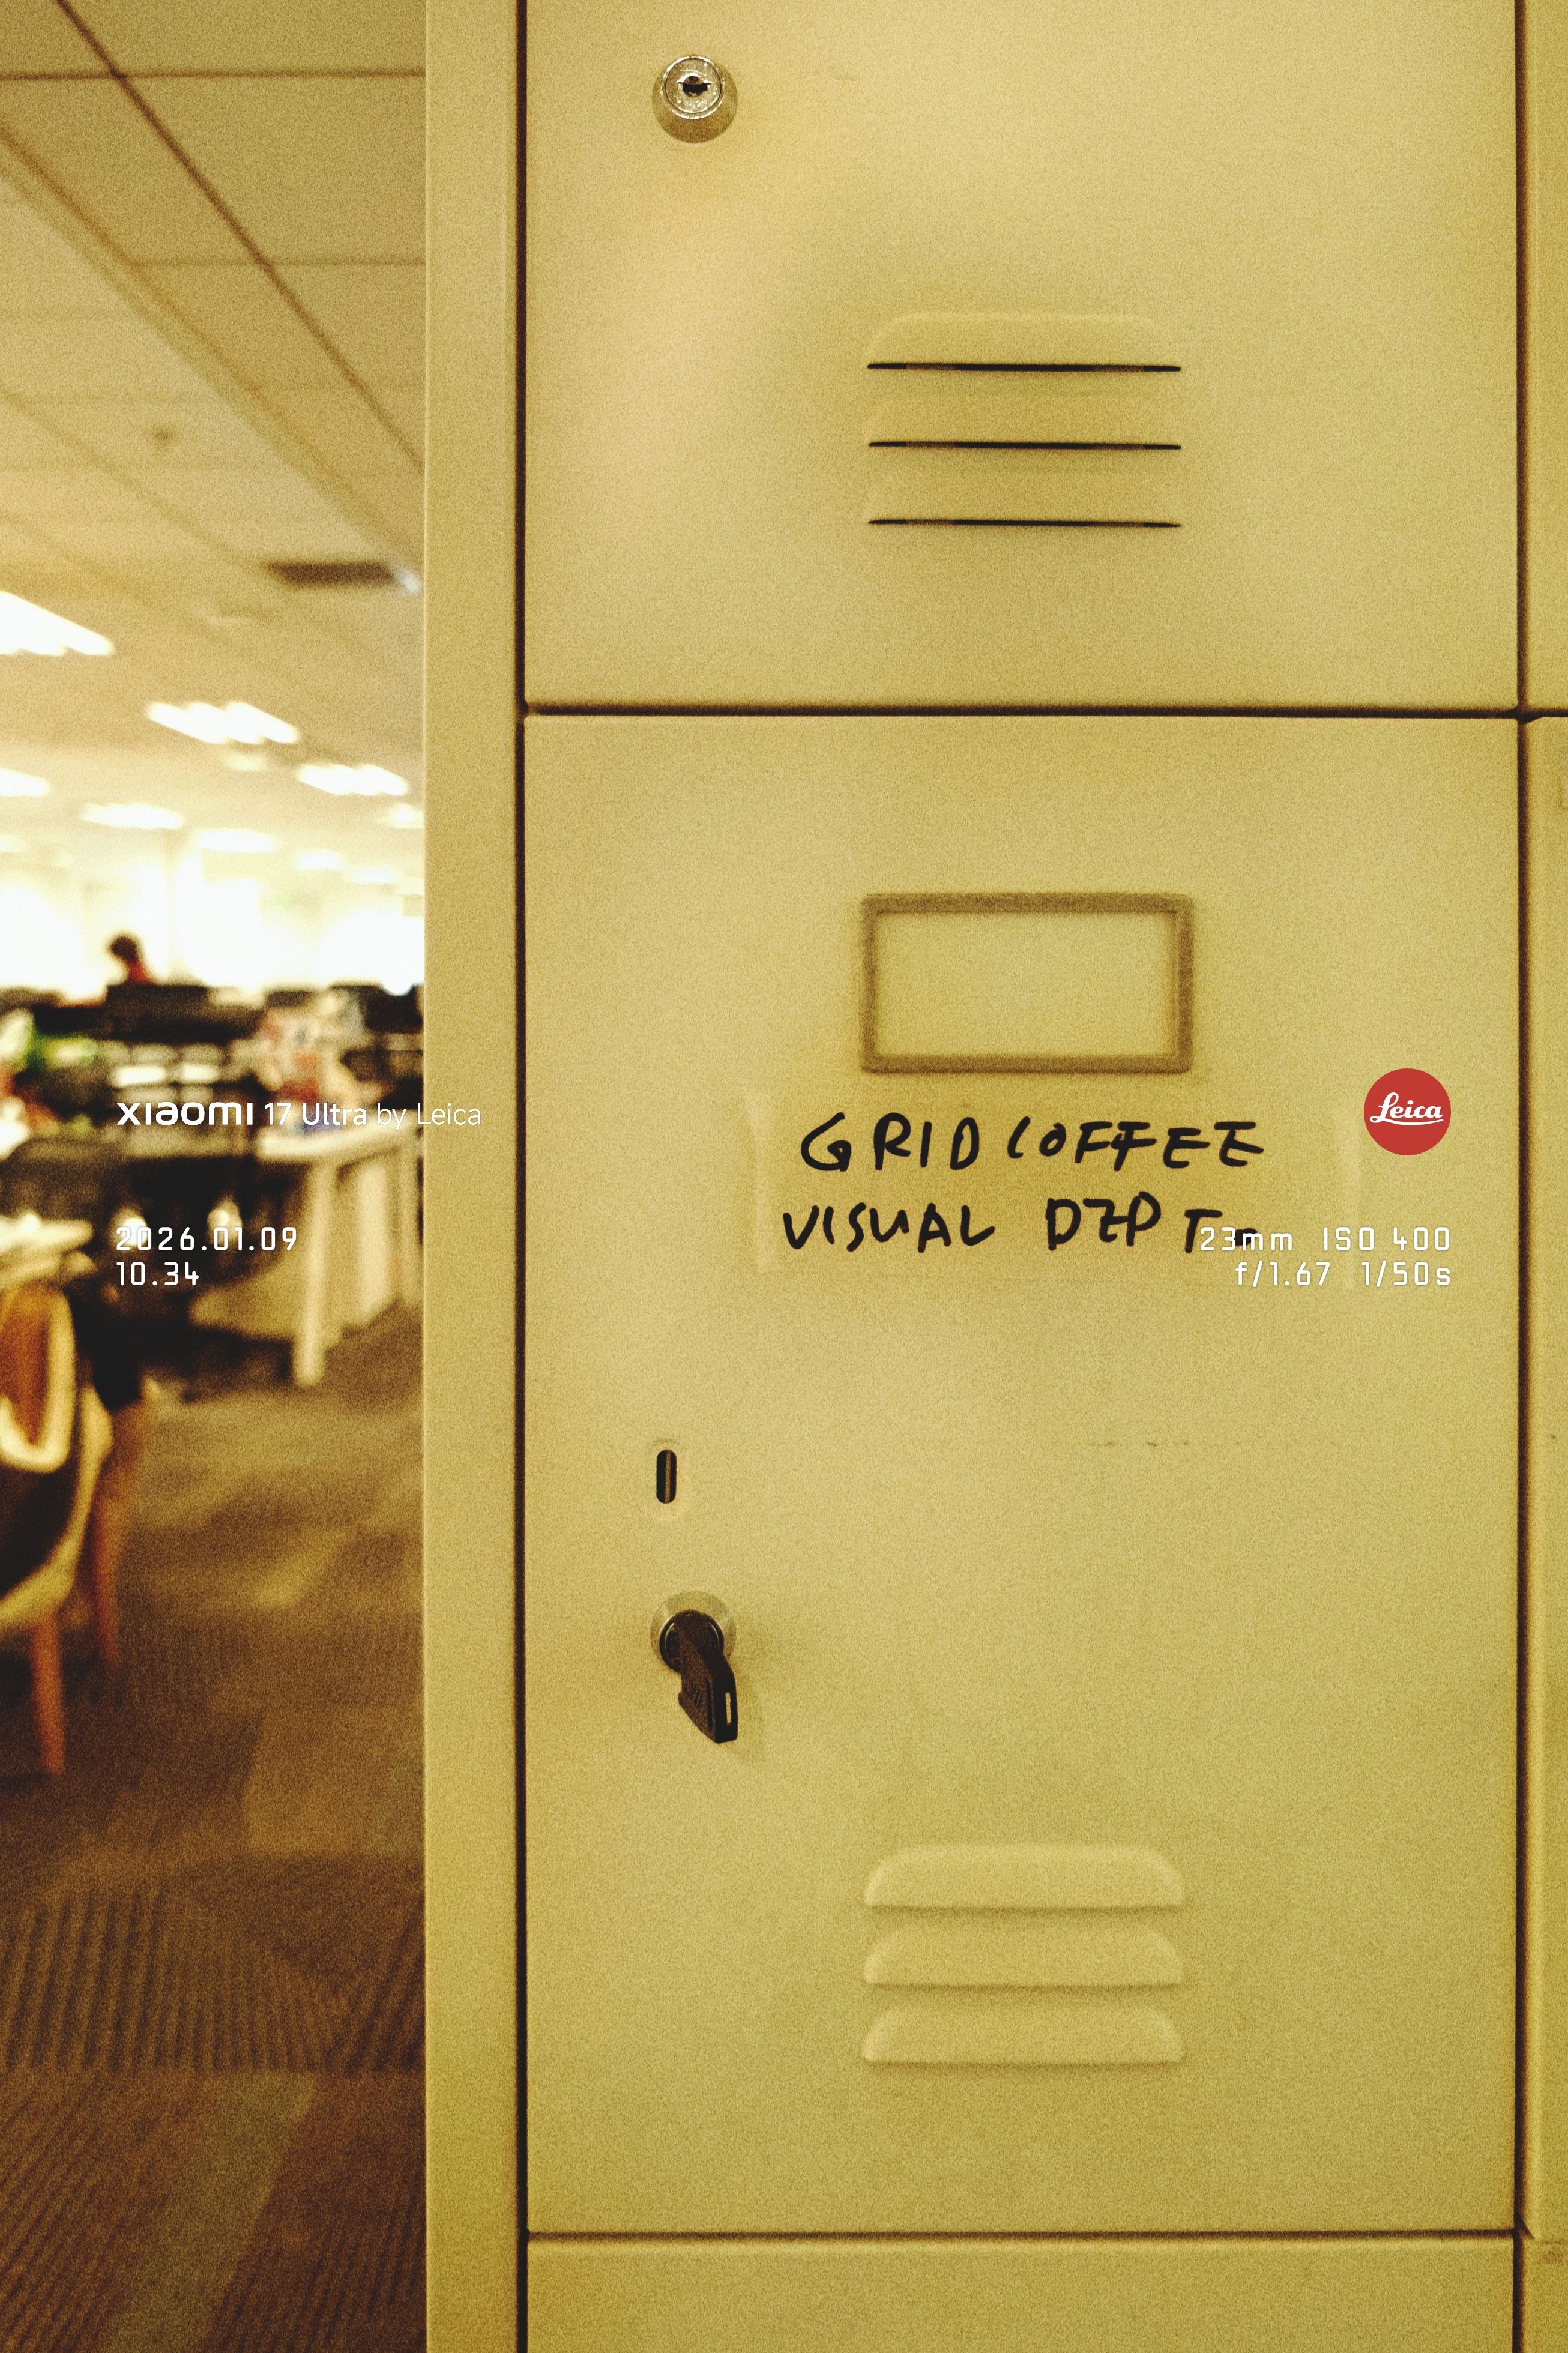 xiaomi 17 Ultra by Leica
Leica
GRID COFFEE
VISUAL DEPT.
2026.01.09
10.34
23mm ISO 400
f/1.67 1/50s